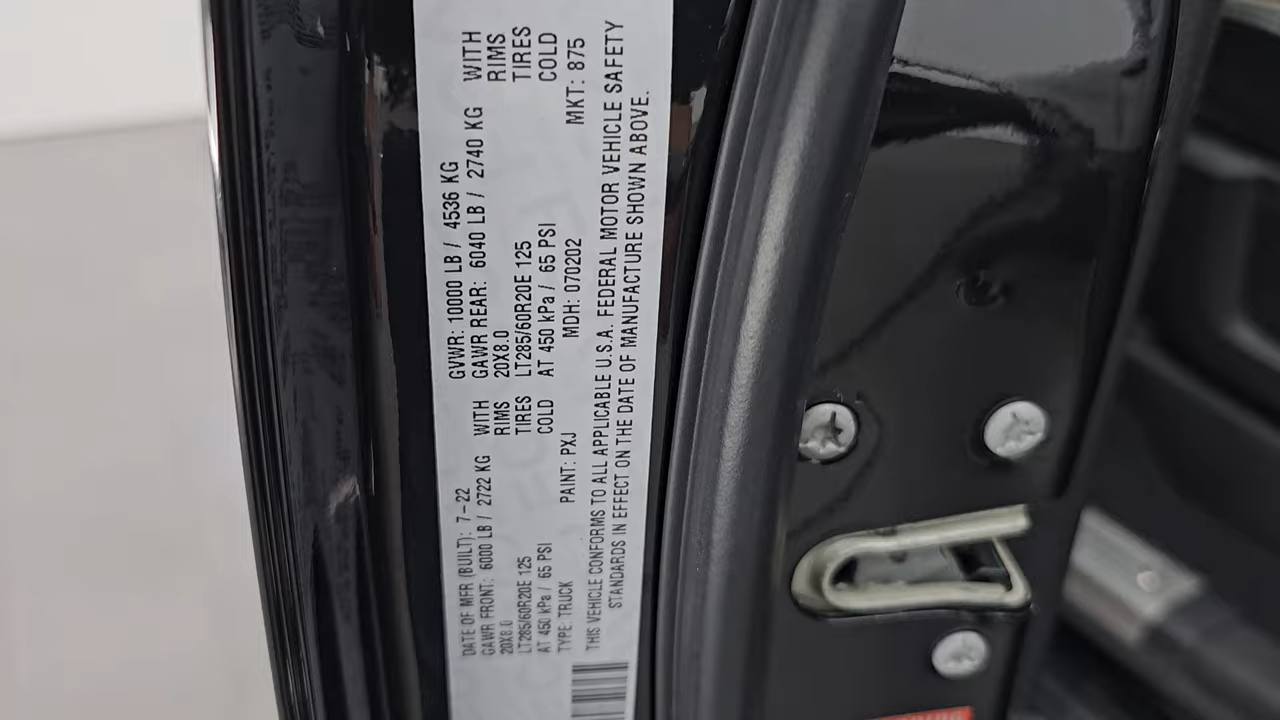 DATE OF MFR (BUILT): 7-22 GVWR: 10000 LB / 4536 KG
GAWR FRONT: 6000 LB / 2722 KG WITH GAWR REAR: 6040 LB / 2740 KG WITH
20X8.0 RIMS 20X8.0 RIMS
LT285/60R20E 125 TIRES LT285/60R20E 125 TIRES
AT 450 kPa / 65 PSI COLD AT 450 kPa / 65 PSI COLD
TYPE: TRUCK PAINT: PXJ MDH: 070202 MKT: 875
THIS VEHICLE CONFORMS TO ALL APPLICABLE U.S.A. FEDERAL MOTOR VEHICLE SAFETY
STANDARDS IN EFFECT ON THE DATE OF MANUFACTURE SHOWN ABOVE.